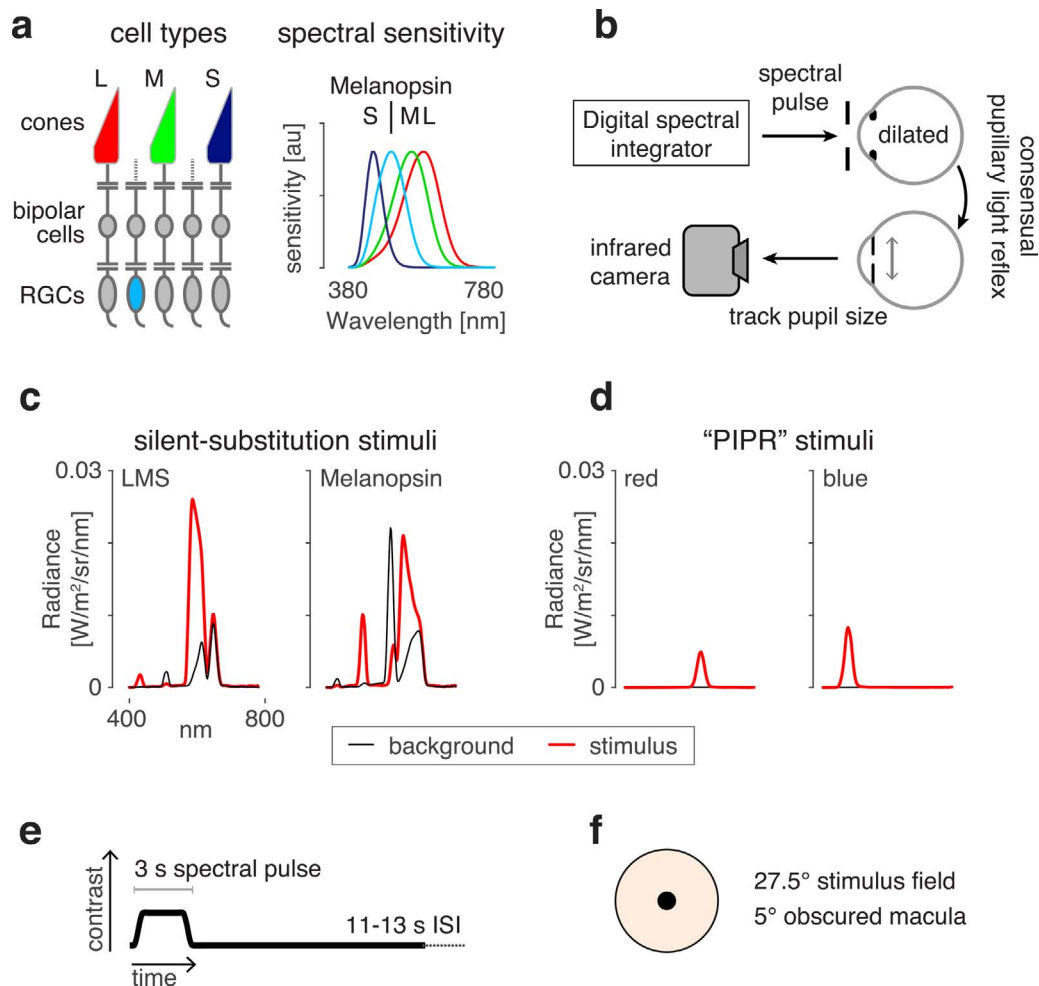 a
cell types
L M S
cones
bipolar
cells
RGCs
spectral sensitivity
Melanopsin
S | ML
sensitivity [au]
380 780
Wavelength [nm]
b
Digital spectral
integrator
spectral
pulse
dilated
consensual
pupillary light reflex
infrared
camera
track pupil size
c
silent-substitution stimuli
0.03
LMS
Melanopsin
Radiance
[W/m²/sr/nm]
0
400 nm 800
d
“PIPR” stimuli
0.03
red
blue
Radiance
[W/m²/sr/nm]
0
background stimulus
e
contrast
3 s spectral pulse
11-13 s ISI
time
f
27.5° stimulus field
5° obscured macula